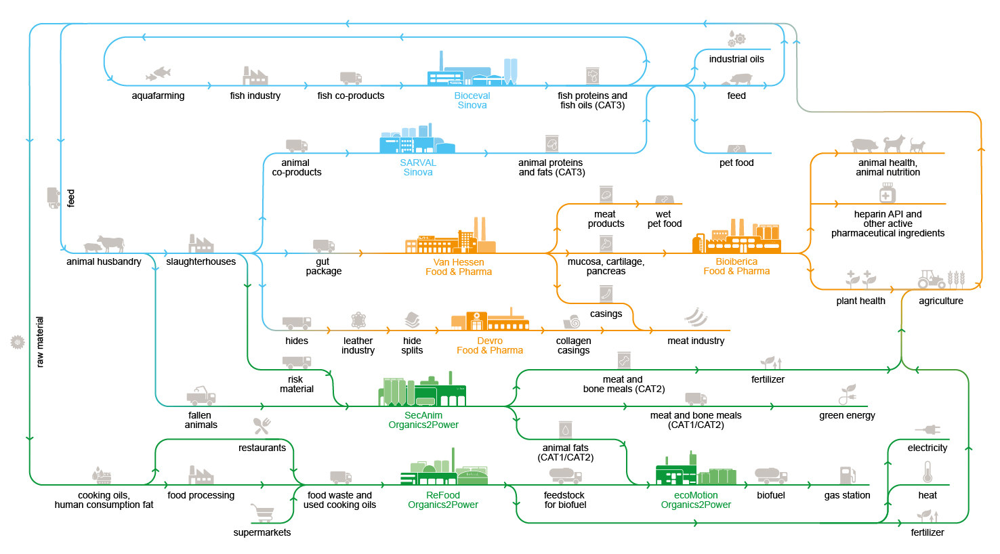 industrial oils
aquafarming
fish industry
fish co-products
Bioceval
Sinova
fish proteins and
fish oils (CAT3)
feed
animal
co-products
SARVAL
Sinova
animal proteins
and fats (CAT3)
pet food
animal health,
animal nutrition
feed
meat
products
wet
pet food
heparin API and
other active
pharmaceutical ingredients
animal husbandry
slaughterhouses
gut
package
Van Hessen
Food & Pharma
mucosa, cartilage,
pancreas
Bioiberica
Food & Pharma
plant health
agriculture
casings
raw material
hides
leather
industry
hide
splits
Devro
Food & Pharma
collagen
casings
meat industry
risk
material
meat and
bone meals (CAT2)
fertilizer
fallen
animals
SecAnim
Organics2Power
meat and bone meals
(CAT1/CAT2)
green energy
restaurants
animal fats
(CAT1/CAT2)
electricity
cooking oils,
human consumption fat
food processing
food waste and
used cooking oils
ReFood
Organics2Power
feedstock
for biofuel
ecoMotion
Organics2Power
biofuel
gas station
heat
supermarkets
fertilizer